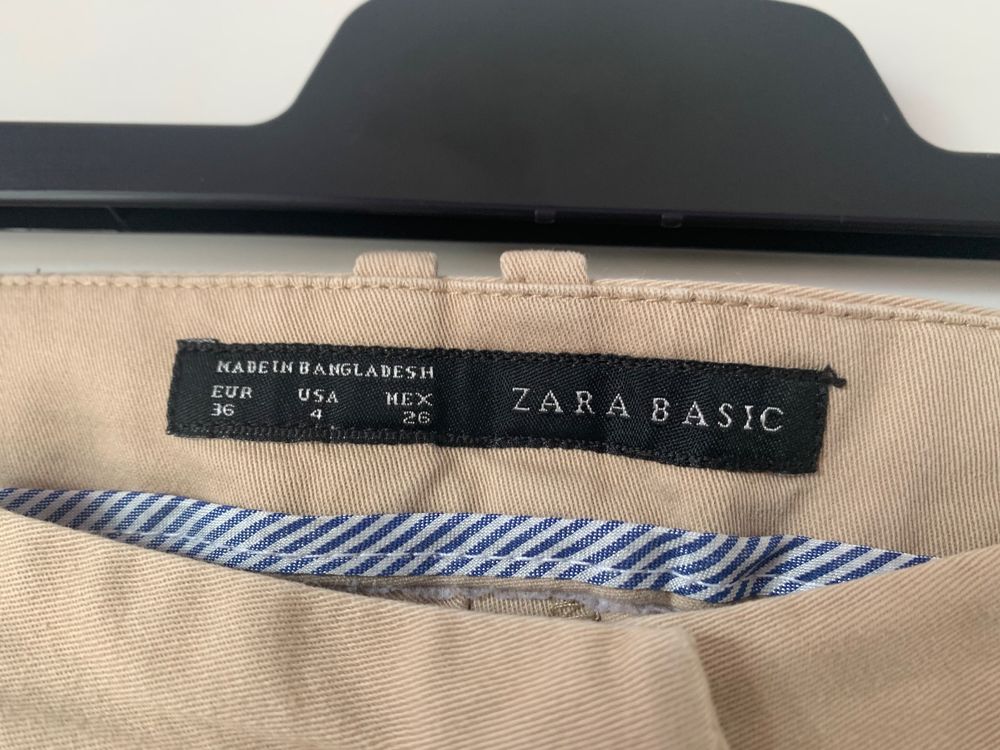 MADE IN BANGLADESH
EUR USA MEX
36 4 26
ZARA BASIC